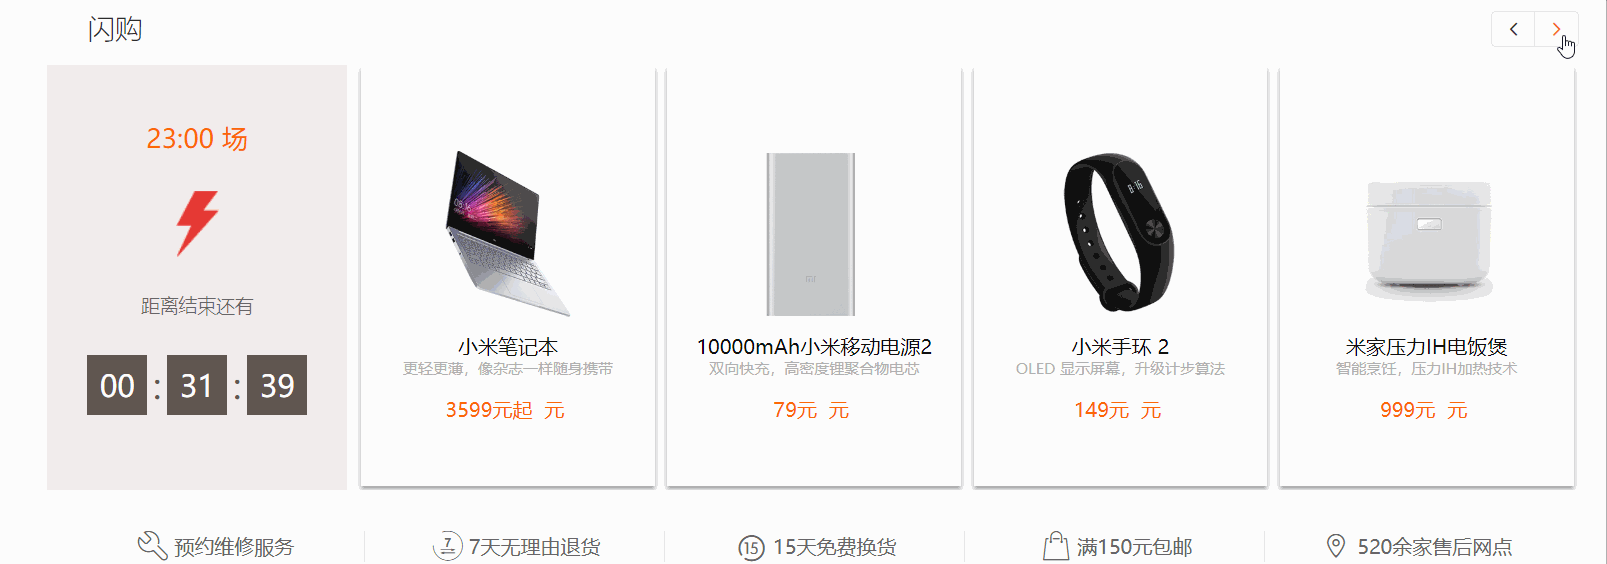 闪购
23:00 场
距离结束还有
00 : 31 : 39
小米笔记本
更轻更薄，像杂志一样随身携带
3599元起 元
10000mAh小米移动电源2
双向快充，高密度锂聚合物电芯
79元 元
8:16
小米手环 2
OLED 显示屏幕，升级计步算法
149元 元
米家压力IH电饭煲
智能烹饪，压力IH加热技术
999元 元
预约维修服务
7
7天无理由退货
15
15天免费换货
满150元包邮
520余家售后网点